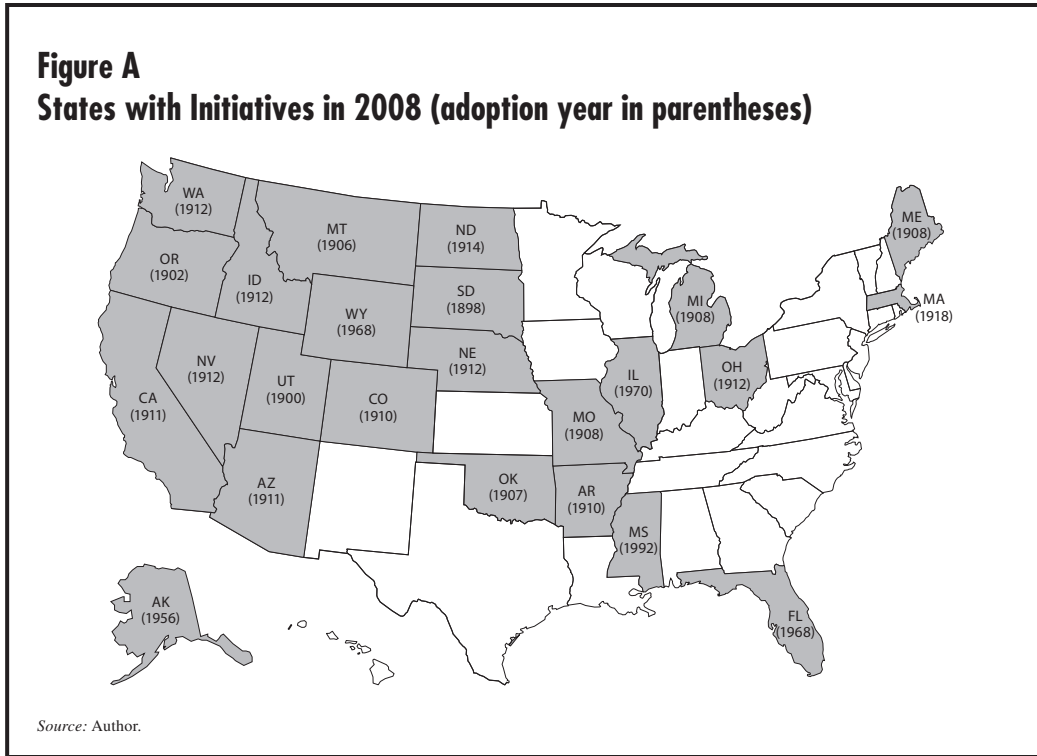 Figure A
States with Initiatives in 2008 (adoption year in parentheses)
WA
(1912)
MT
(1906)
ND
(1914)
ME
(1908)
OR
(1902)
ID
(1912)
SD
(1898)
WY
(1968)
MI
(1908)
MA
(1918)
NE
(1912)
NV
(1912)
UT
(1900)
CO
(1910)
IL
(1970)
OH
(1912)
CA
(1911)
MO
(1908)
AZ
(1911)
OK
(1907)
AR
(1910)
MS
(1992)
AK
(1956)
FL
(1968)
Source: Author.